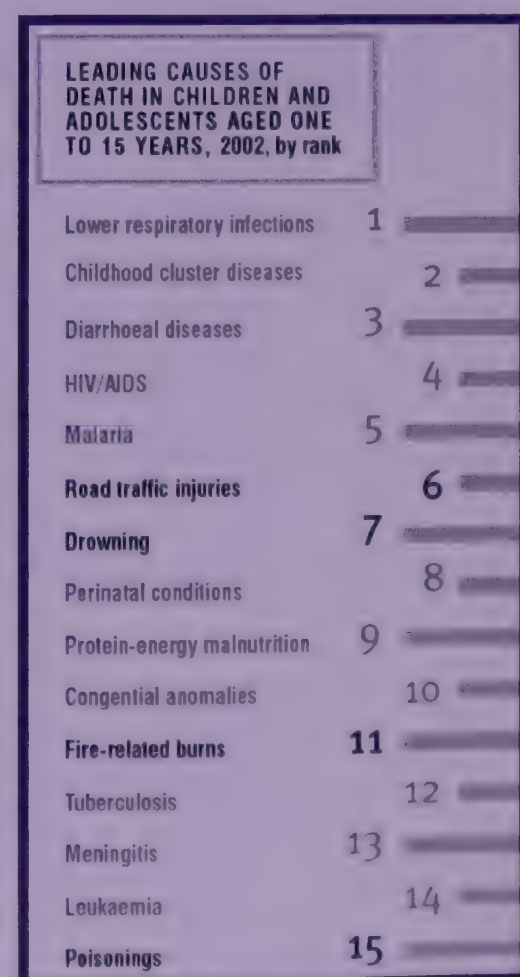 LEADING CAUSES OF
DEATH IN CHILDREN AND
ADOLESCENTS AGED ONE
TO 15 YEARS, 2002, by rank
Lower respiratory infections 1
Childhood cluster diseases 2
Diarrhoeal diseases 3
HIV/AIDS 4
Malaria 5
Road traffic injuries 6
Drowning 7
Perinatal conditions 8
Protein-energy malnutrition 9
Congential anomalies 10
Fire-related burns 11
Tuberculosis 12
Meningitis 13
Leukaemia 14
Poisonings 15